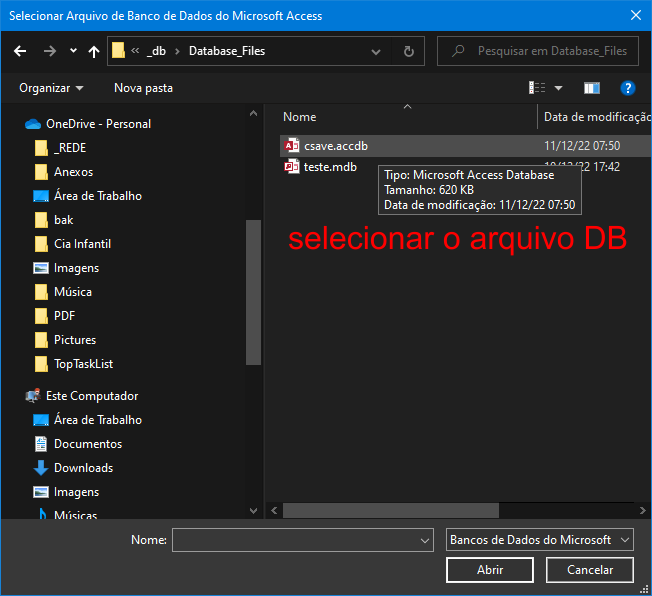 Selecionar Arquivo de Banco de Dados do Microsoft Access
_db
Database_Files
Pesquisar em Database_Files
Organizar
Nova pasta
OneDrive - Personal
_REDE
Anexos
Área de Trabalho
bak
Cia Infantil
Imagens
Música
PDF
Pictures
TopTaskList
Este Computador
Área de Trabalho
Documentos
Downloads
Imagens
Músicas
Nome
Data de modificação
csave.accdb
11/12/22 07:50
teste.mdb
17:42
Tipo: Microsoft Access Database
Tamanho: 620 KB
Data de modificação: 11/12/22 07:50
selecionar o arquivo DB
Nome:
Bancos de Dados do Microsoft
Abrir
Cancelar